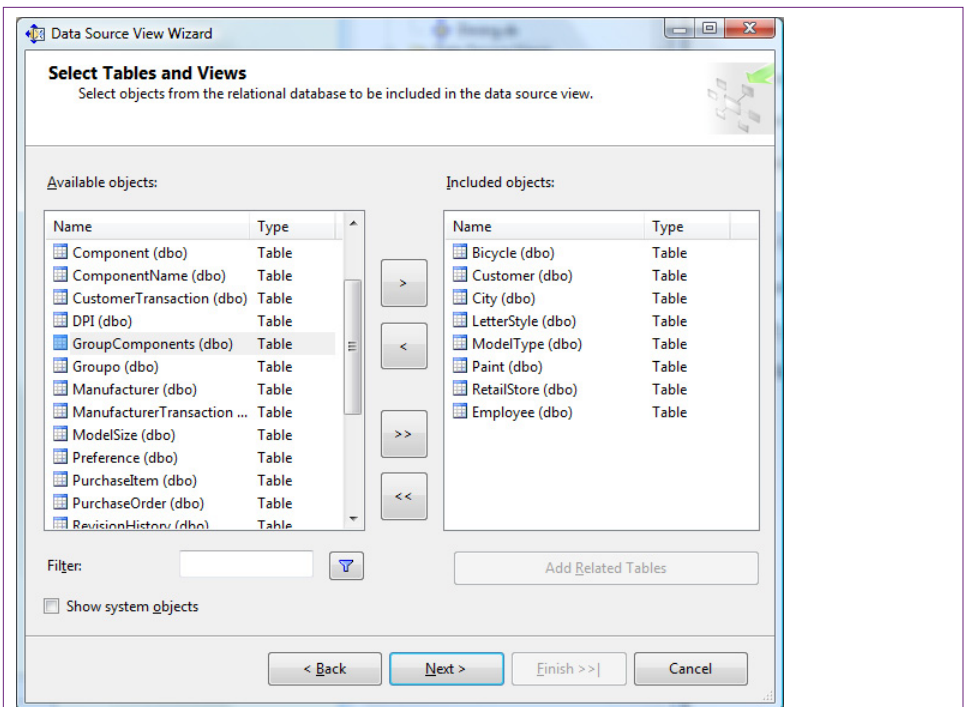 Data Source View Wizard
Select Tables and Views
Select objects from the relational database to be included in the data source view.
Available objects:
Name Type
Component (dbo) Table
ComponentName (dbo) Table
CustomerTransaction (dbo) Table
DPI (dbo) Table
GroupComponents (dbo) Table
Groupo (dbo) Table
Manufacturer (dbo) Table
ManufacturerTransaction ... Table
ModelSize (dbo) Table
Preference (dbo) Table
PurchaseItem (dbo) Table
PurchaseOrder (dbo) Table
RevisionHistory (dbo) Table
>
<
>>
<<
Included objects:
Name Type
Bicycle (dbo) Table
Customer (dbo) Table
City (dbo) Table
LetterStyle (dbo) Table
ModelType (dbo) Table
Paint (dbo) Table
RetailStore (dbo) Table
Employee (dbo) Table
Filter:
Add Related Tables
Show system objects
< Back Next > Finish >>| Cancel